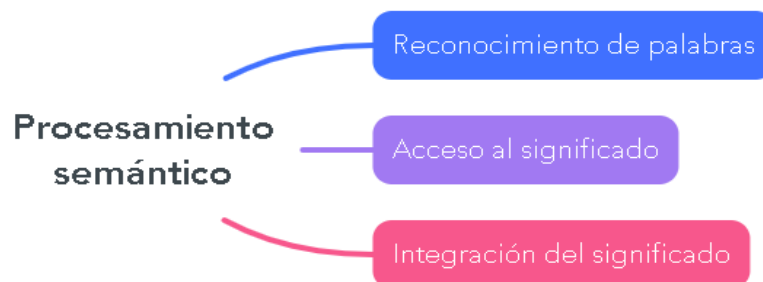 Procesamiento
semántico
Reconocimiento de palabras
Acceso al significado
Integración del significado